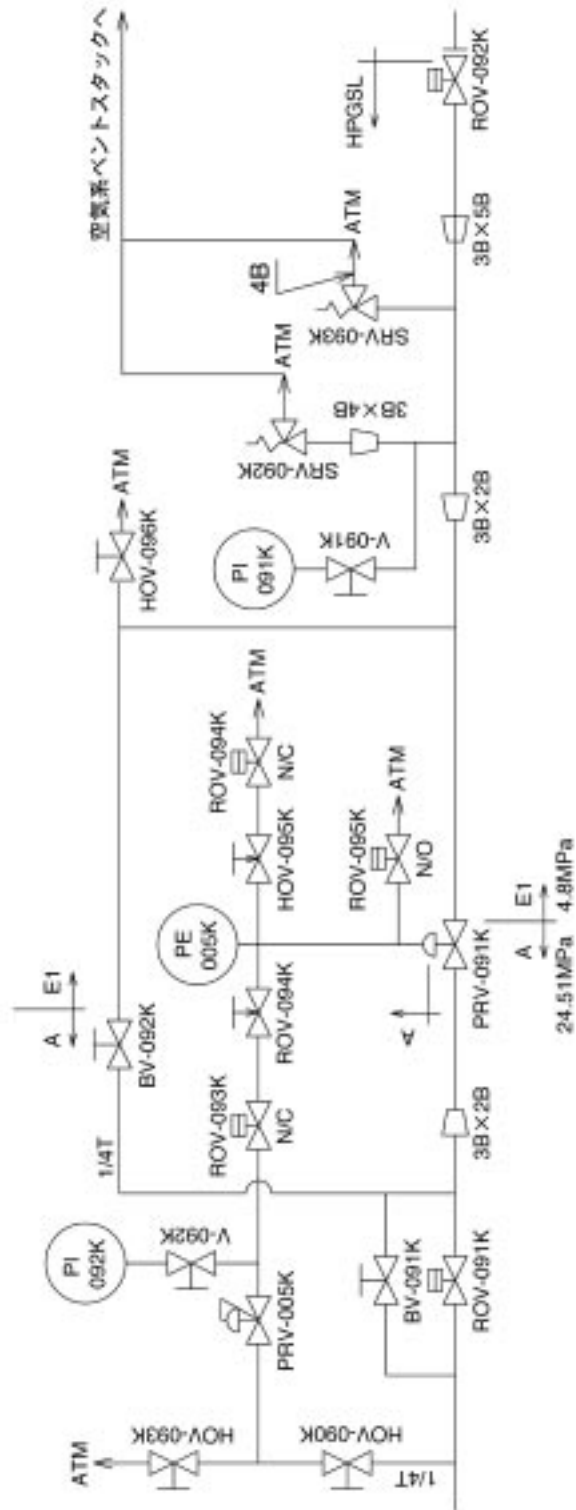 空気系ベントスタックへ
HPGSL
ROV-092K
3B×5B
ATM
4B
SRV-093K
ATM
SRV-092K
3B×4B
3B×2B
ATM
HOV-096K
PI
091K
V-091K
ATM
ROV-094K
N/C
HOV-095K
ATM
ROV-095K
N/O
PE
005K
A E1
PRV-091K
24.51MPa 4.8MPa
A
A E1
BV-092K
ROV-094K
ROV-093K
N/C
3B×2B
1/4T
PI
092K
V-092K
PRV-005K
BV-091K
ROV-091K
ATM
HOV-093K
HOV-090K
1/4T